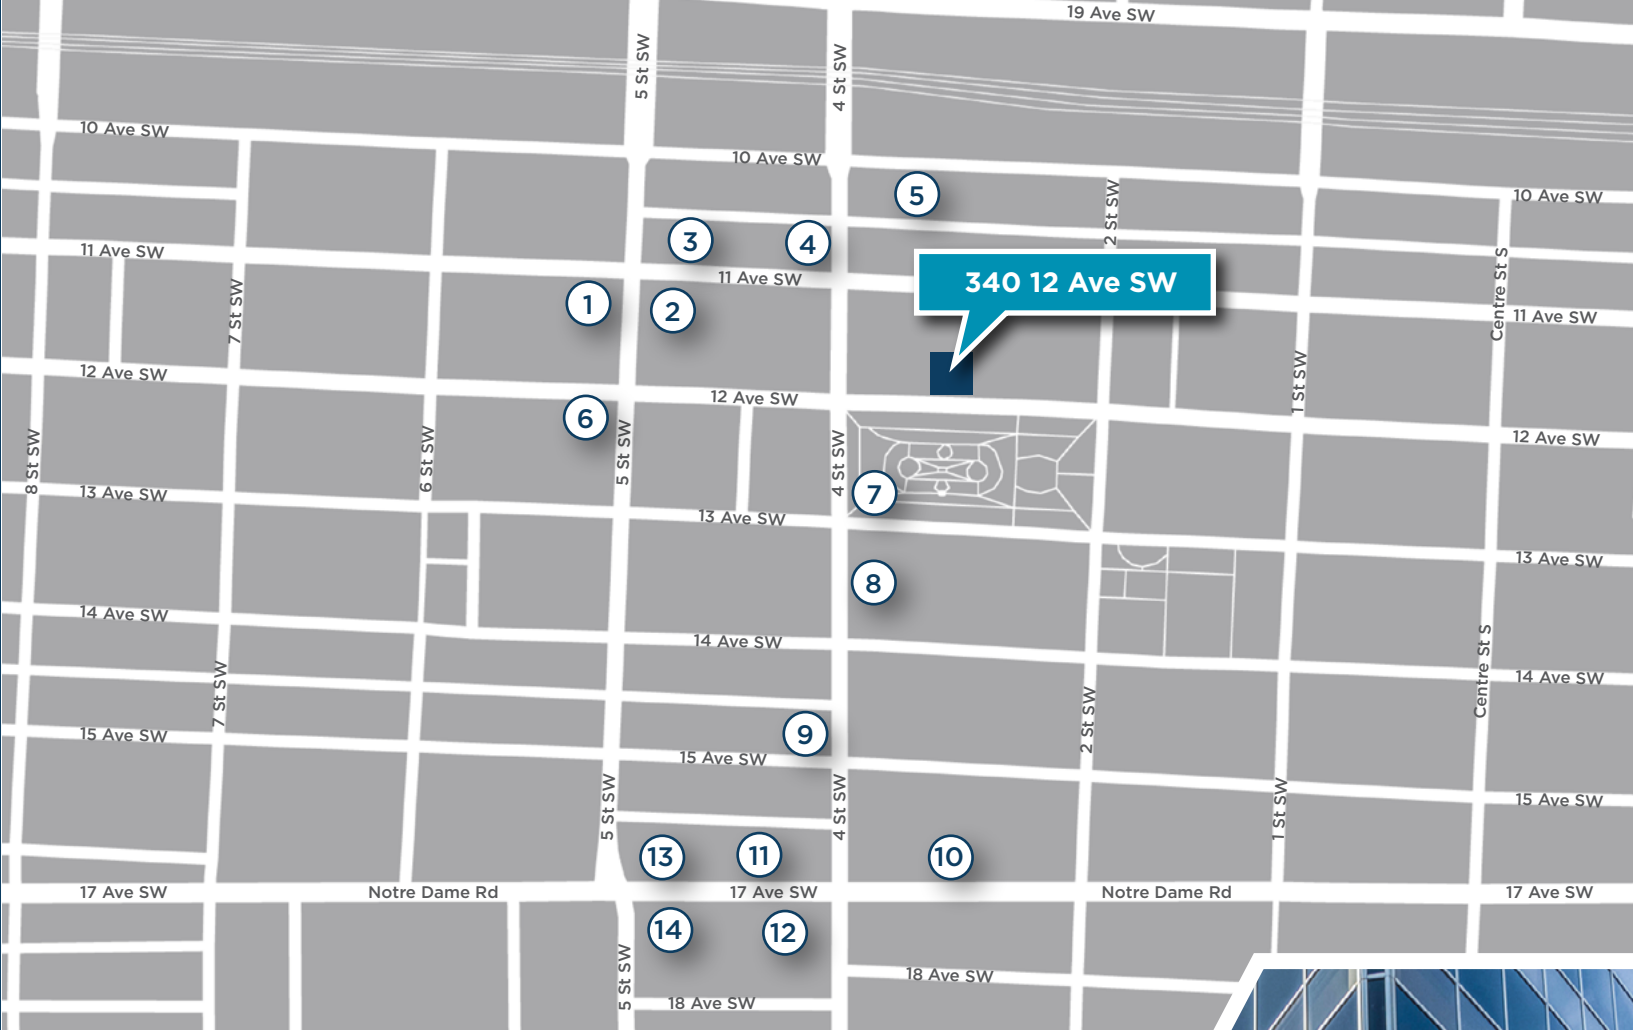 19 Ave SW
5 St SW
4 St SW
10 Ave SW
10 Ave SW
10 Ave SW
5
2 St SW
3
4
11 Ave SW
11 Ave SW
340 12 Ave SW
Centre St S
7 St SW
1
2
11 Ave SW
12 Ave SW
12 Ave SW
1 St SW
6
5 St SW
12 Ave SW
8 St SW
6 St SW
4 St SW
13 Ave SW
7
13 Ave SW
13 Ave SW
8
14 Ave SW
14 Ave SW
14 Ave SW
Centre St S
7 St SW
2 St SW
15 Ave SW
9
15 Ave SW
15 Ave SW
5 St SW
4 St SW
1 St SW
13
11
10
17 Ave SW
Notre Dame Rd
17 Ave SW
Notre Dame Rd
17 Ave SW
14
12
5 St SW
18 Ave SW
18 Ave SW